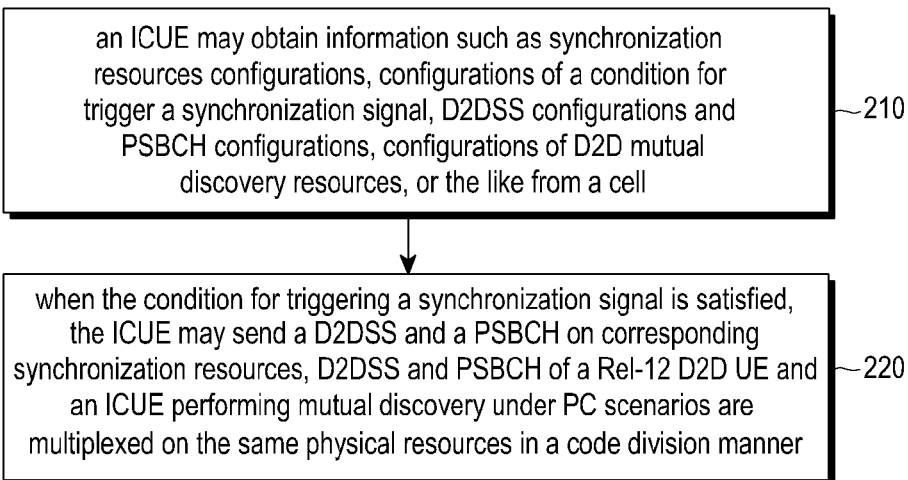 an ICUE may obtain information such as synchronization
resources configurations, configurations of a condition for
trigger a synchronization signal, D2DSS configurations and
PSBCH configurations, configurations of D2D mutual
discovery resources, or the like from a cell
210
when the condition for triggering a synchronization signal is satisfied,
the ICUE may send a D2DSS and a PSBCH on corresponding
synchronization resources, D2DSS and PSBCH of a Rel-12 D2D UE and
an ICUE performing mutual discovery under PC scenarios are
multiplexed on the same physical resources in a code division manner
220